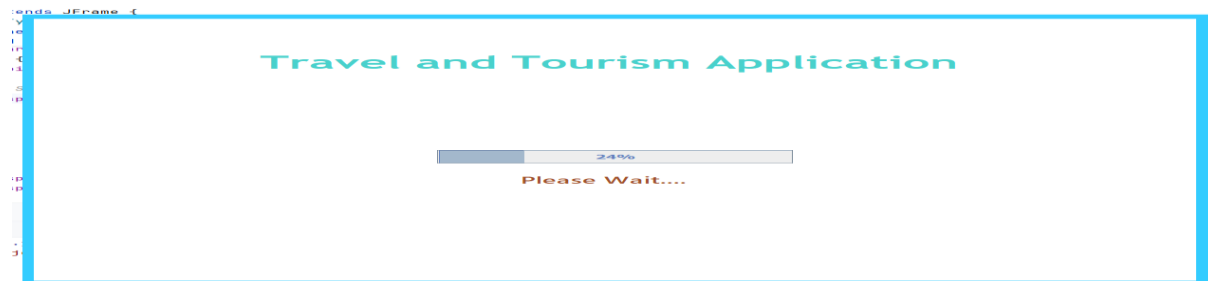 ends JFrame {
Travel and Tourism Application
24%
Please Wait....